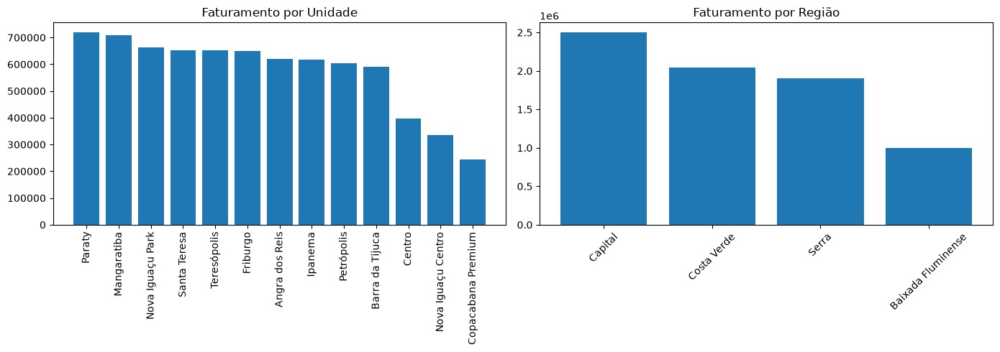 Faturamento por Unidade
700000
600000
500000
400000
300000
200000
100000
0
Paraty
Mangaratiba
Nova Iguaçu Park
Santa Teresa
Teresópolis
Friburgo
Angra dos Reis
Ipanema
Petrópolis
Barra da Tijuca
Centro
Nova Iguaçu Centro
Copacabana Premium
Faturamento por Região
1e6
2.5
2.0
1.5
1.0
0.5
0.0
Capital
Costa Verde
Serra
Baixada Fluminense